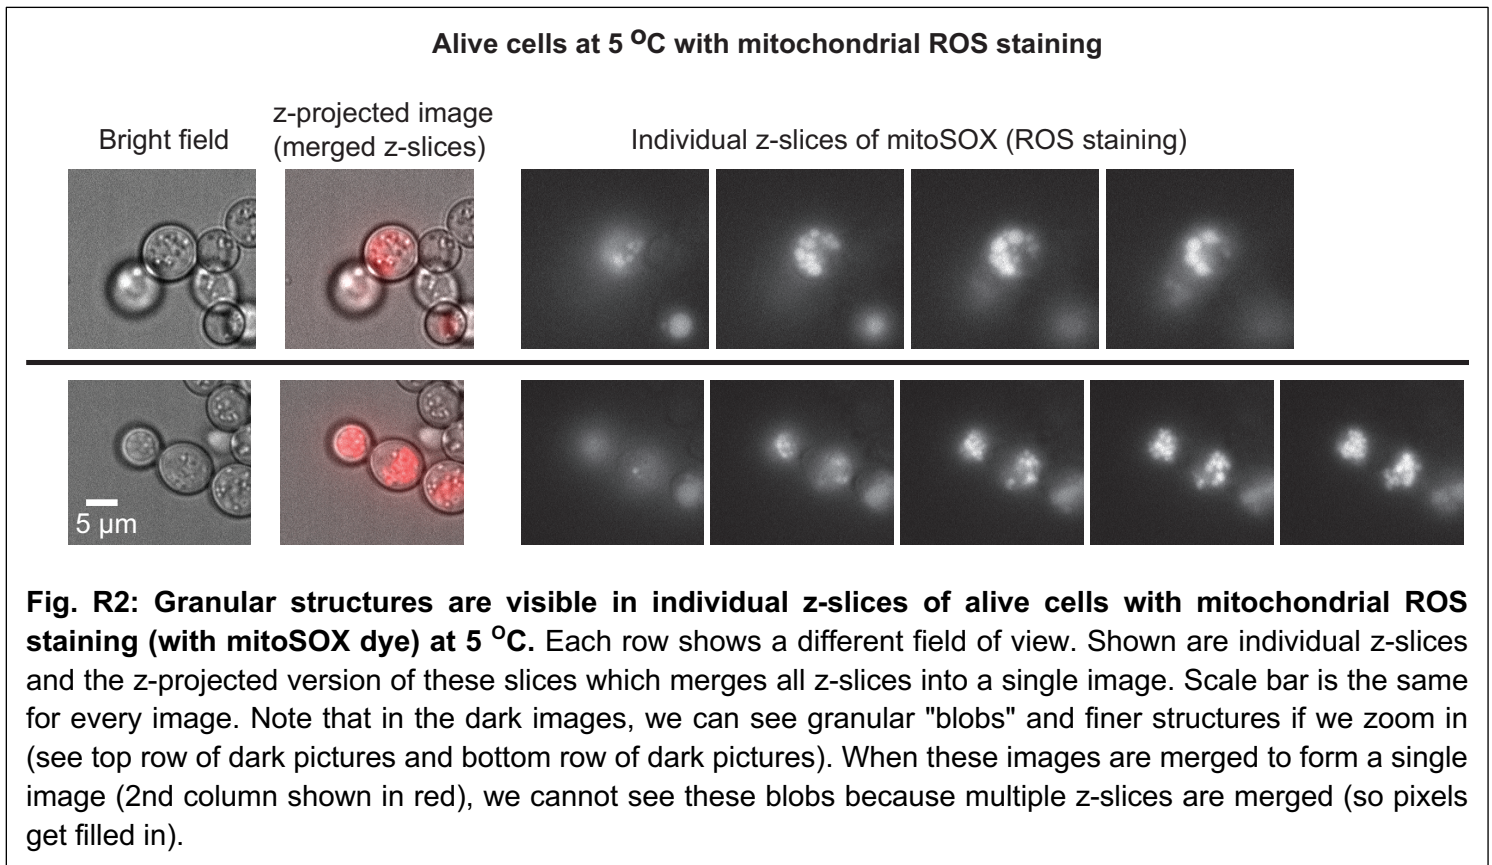 Alive cells at 5 ᴼC with mitochondrial ROS staining
Bright field
z-projected image
(merged z-slices)
Individual z-slices of mitoSOX (ROS staining)
5 µm
Fig. R2: Granular structures are visible in individual z-slices of alive cells with mitochondrial ROS
staining (with mitoSOX dye) at 5 ᴼC. Each row shows a different field of view. Shown are individual z-slices
and the z-projected version of these slices which merges all z-slices into a single image. Scale bar is the same
for every image. Note that in the dark images, we can see granular "blobs" and finer structures if we zoom in
(see top row of dark pictures and bottom row of dark pictures). When these images are merged to form a single
image (2nd column shown in red), we cannot see these blobs because multiple z-slices are merged (so pixels
get filled in).